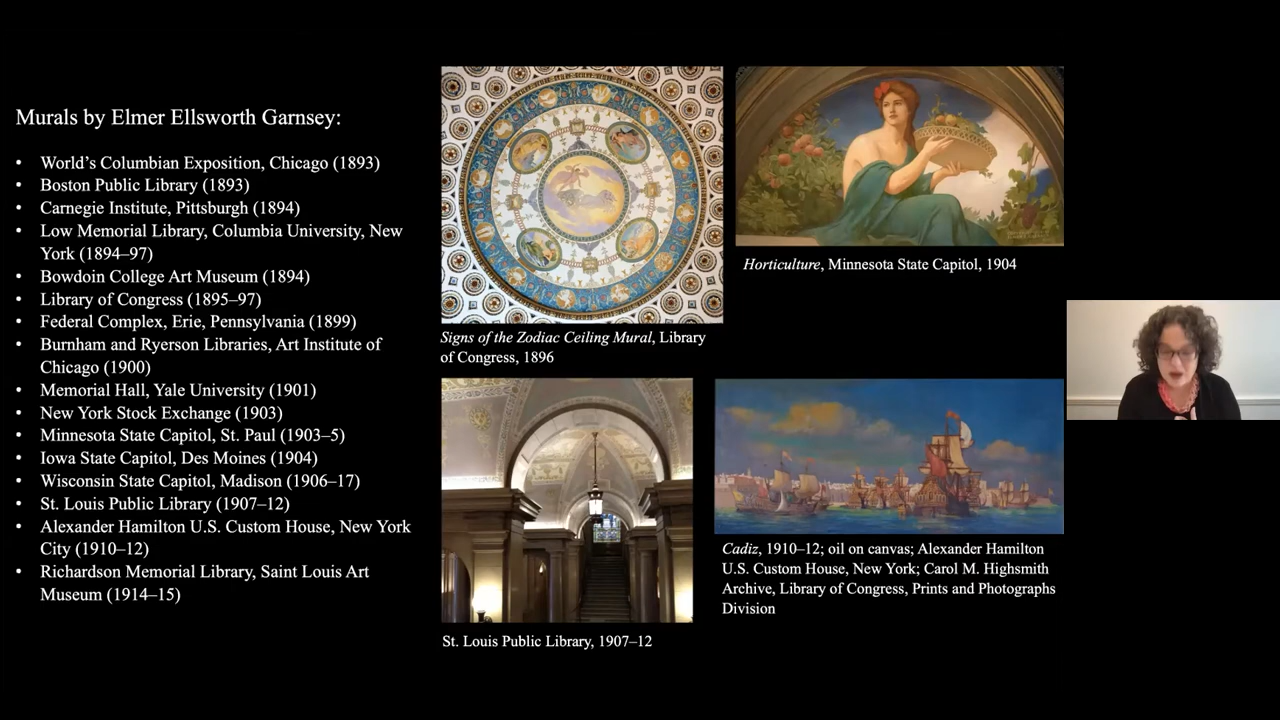 Murals by Elmer Ellsworth Garnsey:
• World’s Columbian Exposition, Chicago (1893)
• Boston Public Library (1893)
• Carnegie Institute, Pittsburgh (1894)
• Low Memorial Library, Columbia University, New
York (1894–97)
• Bowdoin College Art Museum (1894)
• Library of Congress (1895–97)
• Federal Complex, Erie, Pennsylvania (1899)
• Burnham and Ryerson Libraries, Art Institute of
Chicago (1900)
• Memorial Hall, Yale University (1901)
• New York Stock Exchange (1903)
• Minnesota State Capitol, St. Paul (1903–5)
• Iowa State Capitol, Des Moines (1904)
• Wisconsin State Capitol, Madison (1906–17)
• St. Louis Public Library (1907–12)
• Alexander Hamilton U.S. Custom House, New York
City (1910–12)
• Richardson Memorial Library, Saint Louis Art
Museum (1914–15)
Signs of the Zodiac Ceiling Mural, Library
of Congress, 1896
Horticulture, Minnesota State Capitol, 1904
St. Louis Public Library, 1907–12
Cadiz, 1910–12; oil on canvas; Alexander Hamilton
U.S. Custom House, New York; Carol M. Highsmith
Archive, Library of Congress, Prints and Photographs
Division